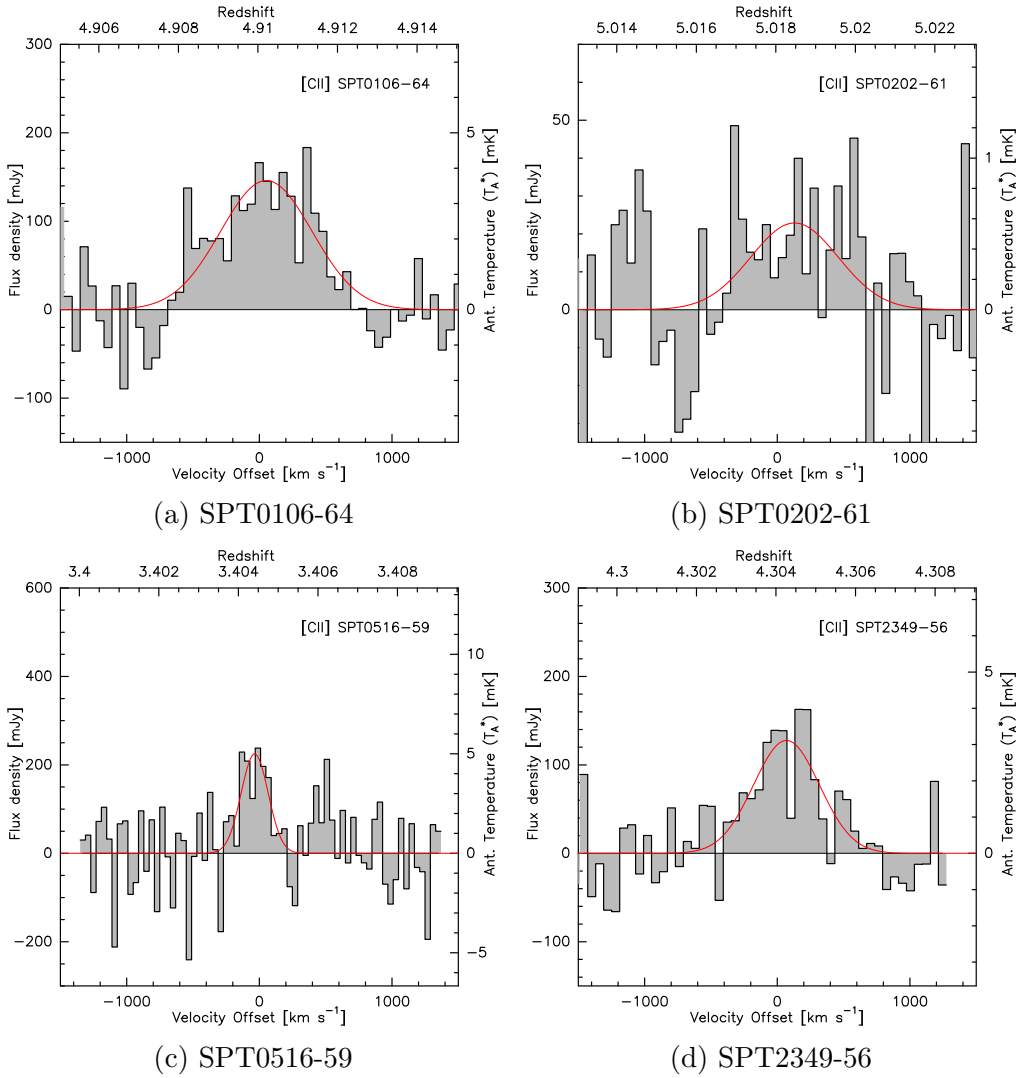 Redshift
4.906 4.908 4.91 4.912 4.914
300
200
100
0
−100
5
0
[CII] SPT0106−64
Flux density [mJy]
Ant. Temperature (T_A^*) [mK]
−1000 0 1000
Velocity Offset [km s⁻¹]
(a) SPT0106-64
Redshift
5.014 5.016 5.018 5.02 5.022
50
0
1
0
[CII] SPT0202−61
Flux density [mJy]
Ant. Temperature (T_A^*) [mK]
−1000 0 1000
Velocity Offset [km s⁻¹]
(b) SPT0202-61
Redshift
3.4 3.402 3.404 3.406 3.408
600
400
200
0
−200
10
5
0
−5
[CII] SPT0516−59
Flux density [mJy]
Ant. Temperature (T_A^*) [mK]
−1000 0 1000
Velocity Offset [km s⁻¹]
(c) SPT0516-59
Redshift
4.3 4.302 4.304 4.306 4.308
300
200
100
0
−100
5
0
[CII] SPT2349−56
Flux density [mJy]
Ant. Temperature (T_A^*) [mK]
−1000 0 1000
Velocity Offset [km s⁻¹]
(d) SPT2349-56